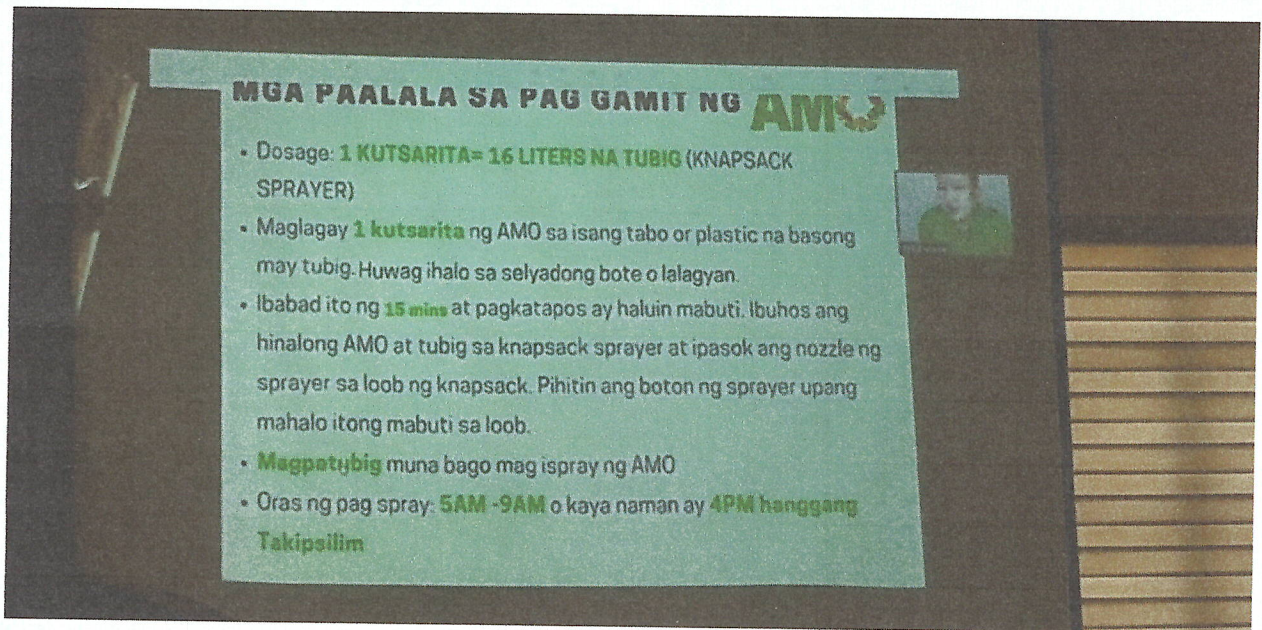 MGA PAALALA SA PAG GAMIT NG AMO
• Dosage: 1 KUTSARITA= 16 LITERS NA TUBIG (KNAPSACK
SPRAYER)
• Maglagay 1 kutsarita ng AMO sa isang tabo or plastic na basong
may tubig. Huwag ihalo sa selyadong bote o lalagyan.
• Ibabad ito ng 15 mins at pagkatapos ay haluin mabuti. Ibuhos ang
hinalong AMO at tubig sa knapsack sprayer at ipasok ang nozzle ng
sprayer sa loob ng knapsack. Pihitin ang boton ng sprayer upang
mahalo itong mabuti sa loob.
• Magpatubig muna bago mag ispray ng AMO
• Oras ng pag spray: 5AM -9AM o kaya naman ay 4PM hanggang
Takipsilim